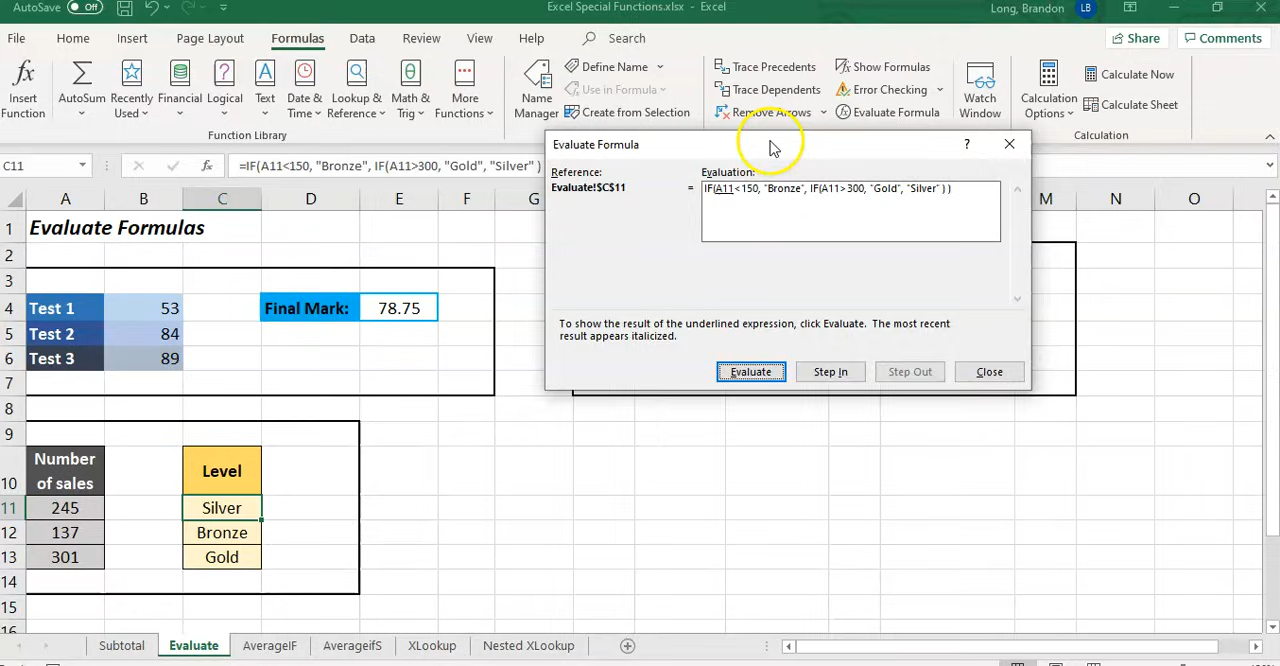 AutoSave Off Excel Special Functions.xlsx - Excel Long, Brandon LB
File Home Insert Page Layout Formulas Data Review View Help Search Share Comments
Insert Function
AutoSum
Recently Used
Financial
Logical
Text
Date & Time
Lookup & Reference
Math & Trig
More Functions
Function Library
Name Manager
Define Name
Use in Formula
Create from Selection
Trace Precedents
Trace Dependents
Remove Arrows
Show Formulas
Error Checking
Evaluate Formula
Watch Window
Calculation Options
Calculate Now
Calculate Sheet
Calculation
C11 fx =IF(A11<150, "Bronze", IF(A11>300, "Gold", "Silver" )
Evaluate Formula ?
Reference: Evaluation:
Evaluate!$C$11 = IF(A11<150, "Bronze", IF(A11>300, "Gold", "Silver" ) )
To show the result of the underlined expression, click Evaluate. The most recent
result appears italicized.
Evaluate Step In Step Out Close
A B C D E F G M N O
1 Evaluate Formulas
2
3
4 Test 1 53 Final Mark: 78.75
5 Test 2 84
6 Test 3 89
7
8
9
10 Number of sales Level
11 245 Silver
12 137 Bronze
13 301 Gold
14
15
16
Subtotal Evaluate AverageIF AverageifS XLookup Nested XLookup